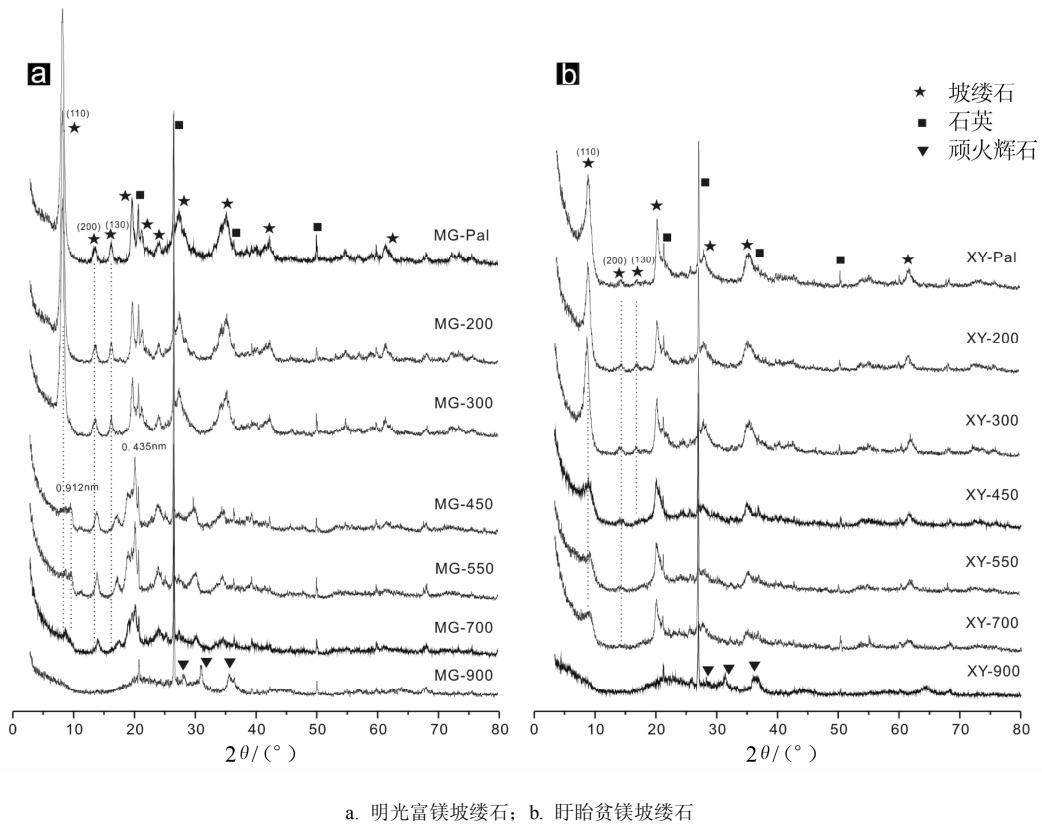 a
(110)
(200)
(130)
MG-Pal
MG-200
MG-300
0.435nm
0.912nm
MG-450
MG-550
MG-700
MG-900
0 10 20 30 40 50 60 70 80
2θ/(°)
b
★ 坡缕石
■ 石英
▼ 顽火辉石
(110)
(200)
(130)
XY-Pal
XY-200
XY-300
XY-450
XY-550
XY-700
XY-900
0 10 20 30 40 50 60 70 80
2θ/(°)
a. 明光富镁坡缕石；b. 盱眙贫镁坡缕石